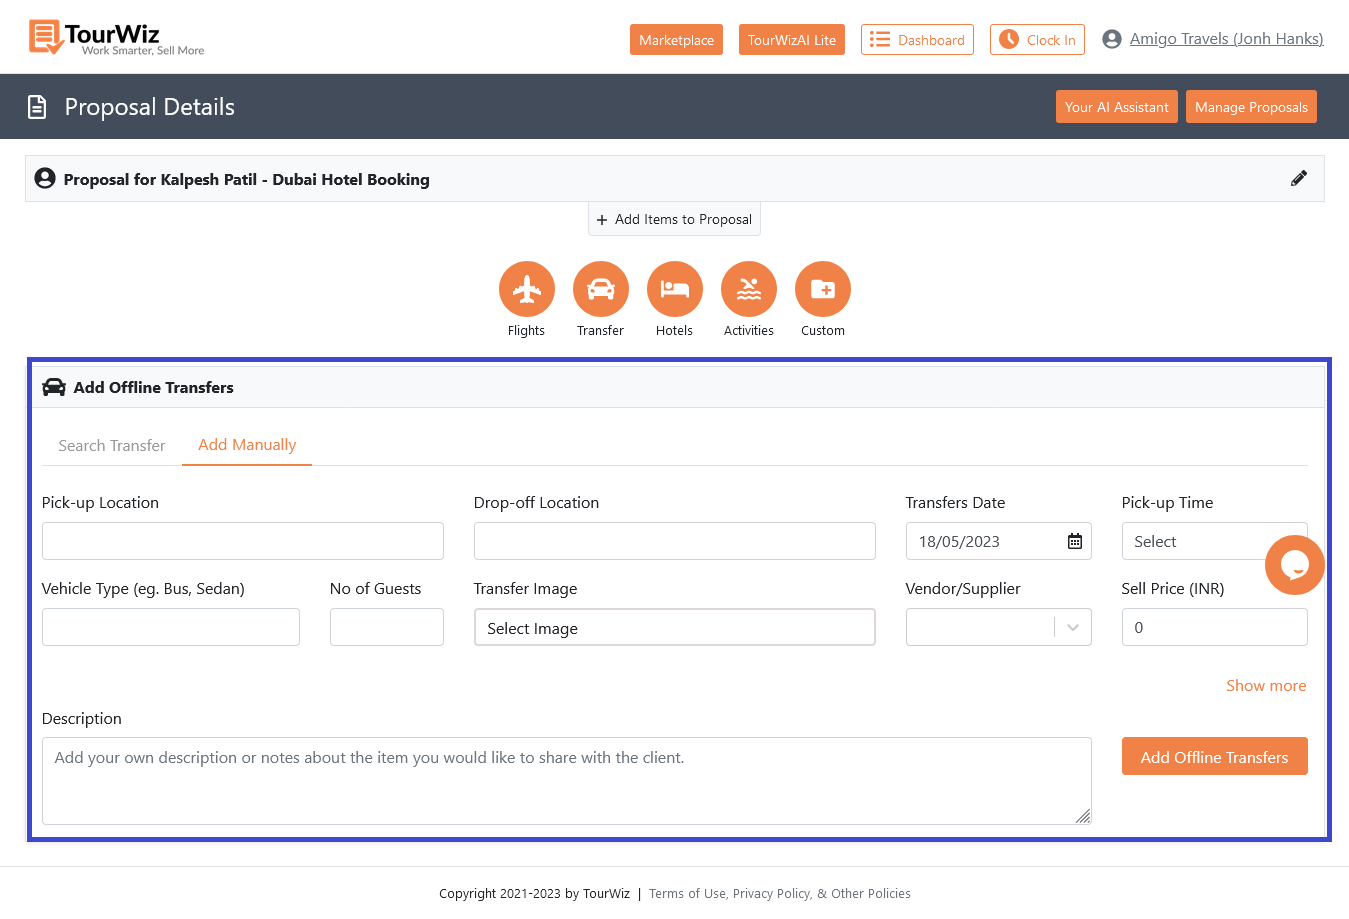 TourWiz
Work Smarter, Sell More
Marketplace
TourWizAI Lite
Dashboard
Clock In
Amigo Travels (Jonh Hanks)
Proposal Details
Your AI Assistant
Manage Proposals
Proposal for Kalpesh Patil - Dubai Hotel Booking
+ Add Items to Proposal
Flights
Transfer
Hotels
Activities
Custom
Add Offline Transfers
Search Transfer
Add Manually
Pick-up Location
Drop-off Location
Transfers Date
Pick-up Time
18/05/2023
Select
Vehicle Type (eg. Bus, Sedan)
No of Guests
Transfer Image
Vendor/Supplier
Sell Price (INR)
Select Image
0
Show more
Description
Add your own description or notes about the item you would like to share with the client.
Add Offline Transfers
Copyright 2021-2023 by TourWiz | Terms of Use, Privacy Policy, & Other Policies